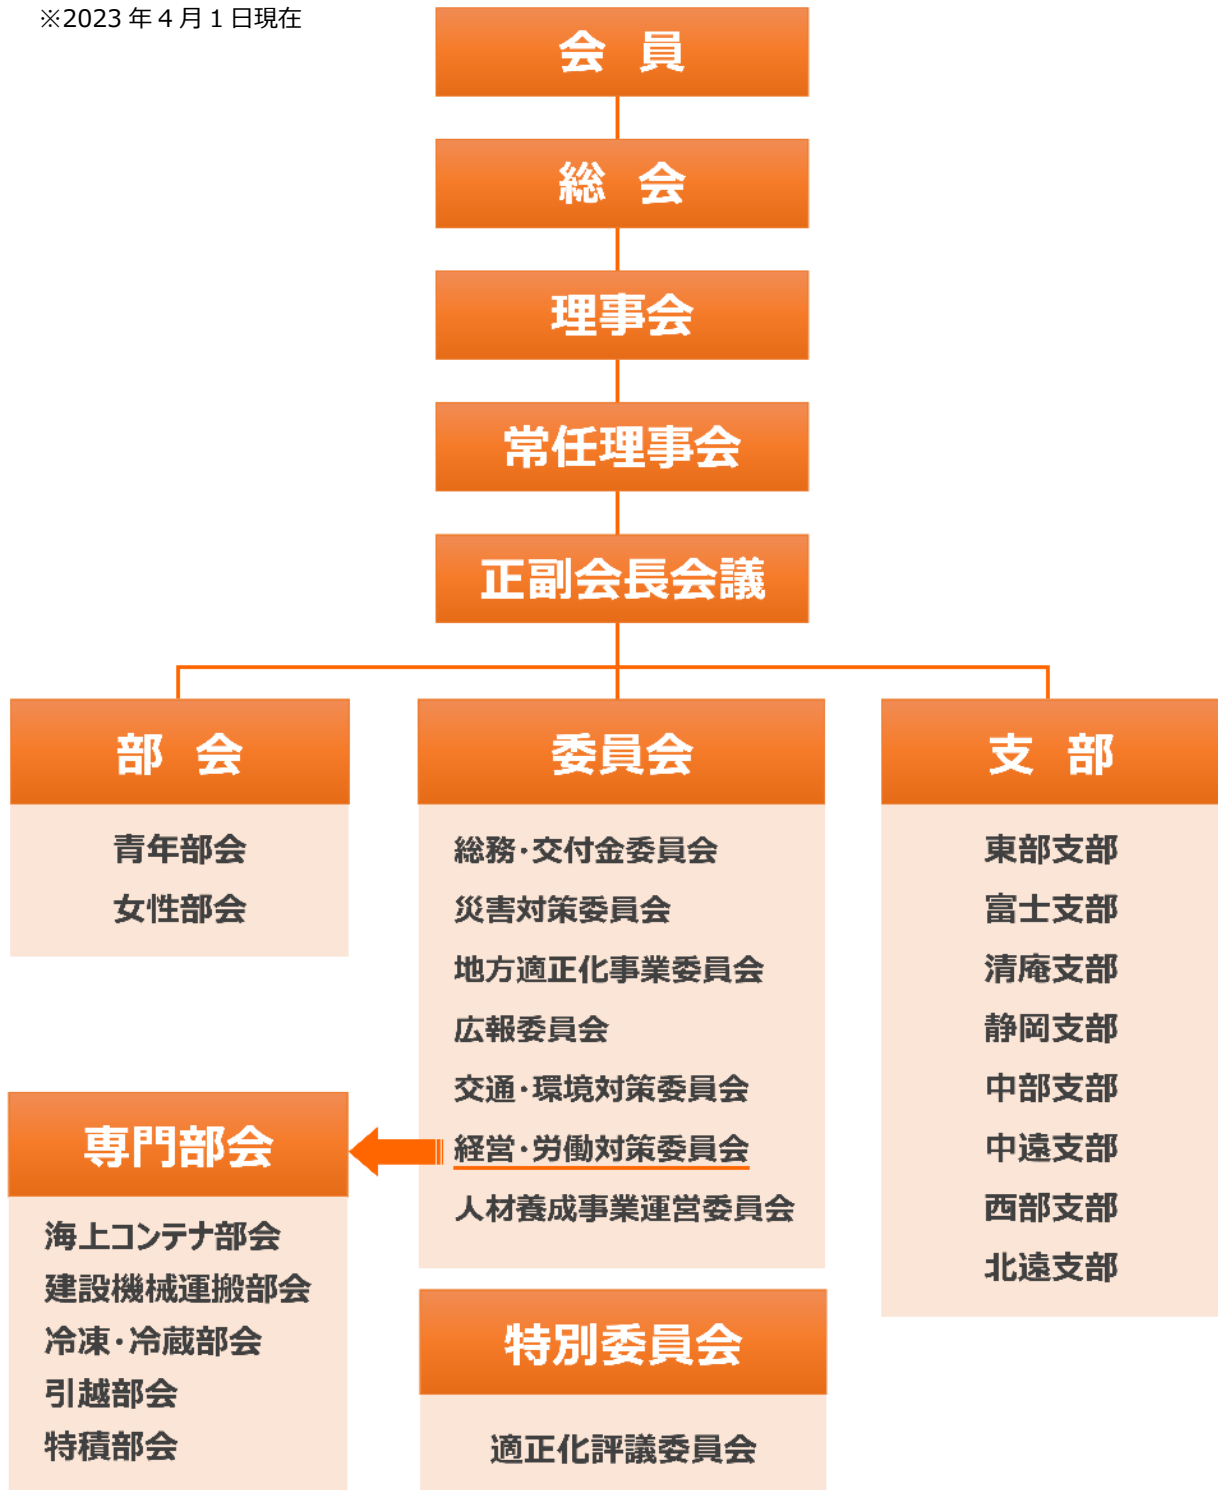 ※2023年4月1日現在
会 員
総 会
理事会
常任理事会
正副会長会議
部 会
青年部会
女性部会
委員会
総務・交付金委員会
災害対策委員会
地方適正化事業委員会
広報委員会
交通・環境対策委員会
経営・労働対策委員会
人材養成事業運営委員会
支 部
東部支部
富士支部
清庵支部
静岡支部
中部支部
中遠支部
西部支部
北遠支部
専門部会
海上コンテナ部会
建設機械運搬部会
冷凍・冷蔵部会
引越部会
特積部会
特別委員会
適正化評議委員会